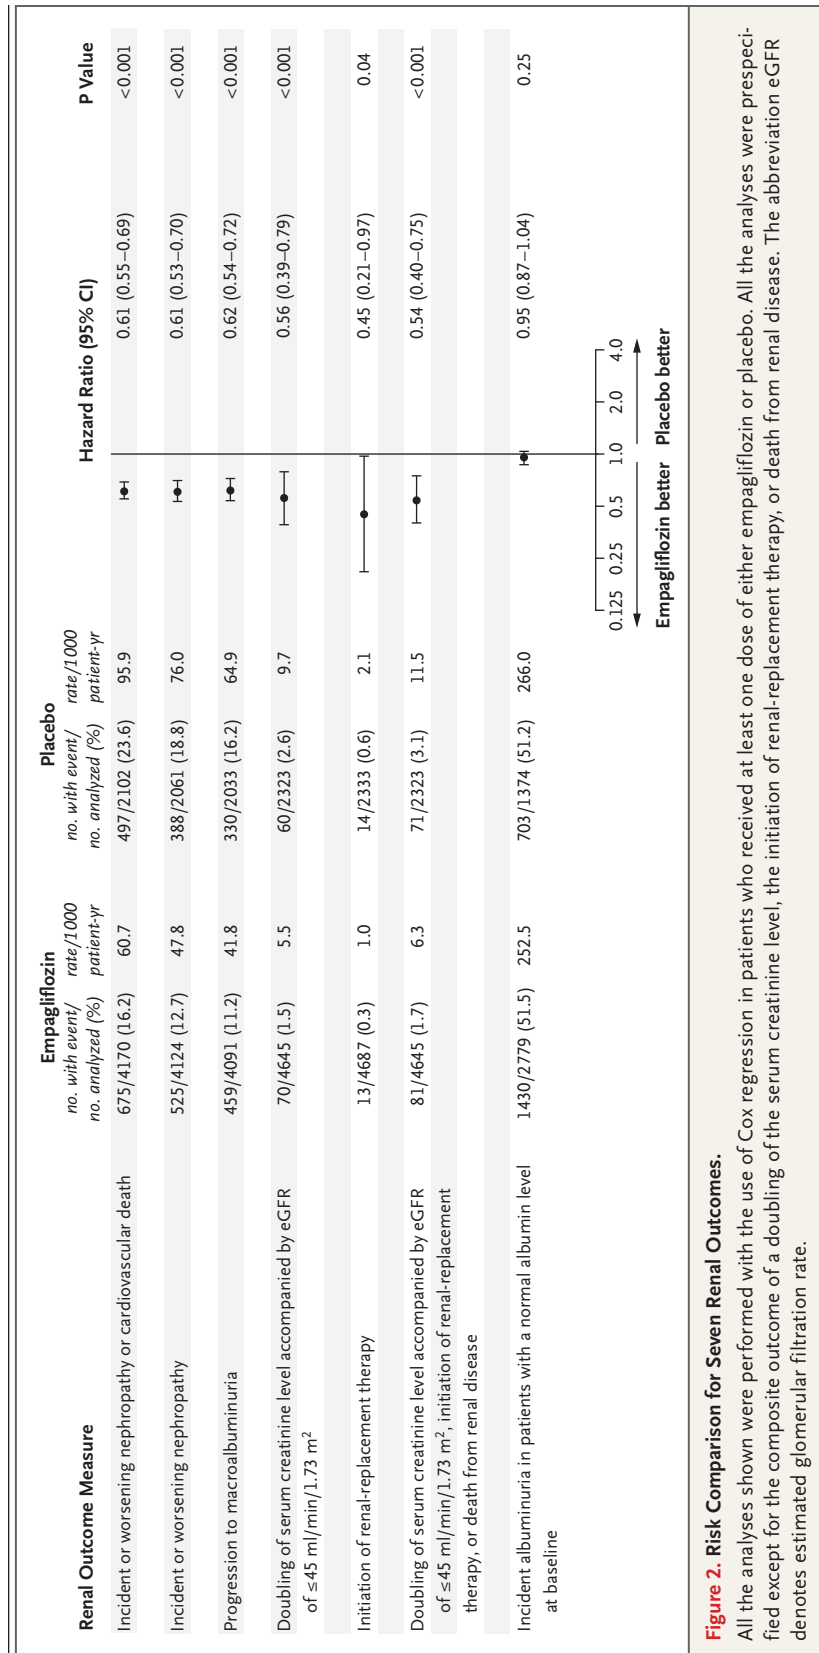 Renal Outcome Measure Empagliflozin Placebo Hazard Ratio (95% CI) P Value
no. with event/ no. analyzed (%) rate/1000 patient-yr no. with event/ no. analyzed (%) rate/1000 patient-yr
Incident or worsening nephropathy or cardiovascular death 675/4170 (16.2) 60.7 497/2102 (23.6) 95.9 0.61 (0.55–0.69) <0.001
Incident or worsening nephropathy 525/4124 (12.7) 47.8 388/2061 (18.8) 76.0 0.61 (0.53–0.70) <0.001
Progression to macroalbuminuria 459/4091 (11.2) 41.8 330/2033 (16.2) 64.9 0.62 (0.54–0.72) <0.001
Doubling of serum creatinine level accompanied by eGFR 70/4645 (1.5) 5.5 60/2323 (2.6) 9.7 0.56 (0.39–0.79) <0.001
of ≤45 ml/min/1.73 m²
Initiation of renal-replacement therapy 13/4687 (0.3) 1.0 14/2333 (0.6) 2.1 0.45 (0.21–0.97) 0.04
Doubling of serum creatinine level accompanied by eGFR 81/4645 (1.7) 6.3 71/2323 (3.1) 11.5 0.54 (0.40–0.75) <0.001
of ≤45 ml/min/1.73 m², initiation of renal-replacement
therapy, or death from renal disease
Incident albuminuria in patients with a normal albumin level 1430/2779 (51.5) 252.5 703/1374 (51.2) 266.0 0.95 (0.87–1.04) 0.25
at baseline
0.125 0.25 0.5 1.0 2.0 4.0
Empagliflozin better Placebo better
Figure 2. Risk Comparison for Seven Renal Outcomes.
All the analyses shown were performed with the use of Cox regression in patients who received at least one dose of either empagliflozin or placebo. All the analyses were prespeci-
fied except for the composite outcome of a doubling of the serum creatinine level, the initiation of renal-replacement therapy, or death from renal disease. The abbreviation eGFR
denotes estimated glomerular filtration rate.